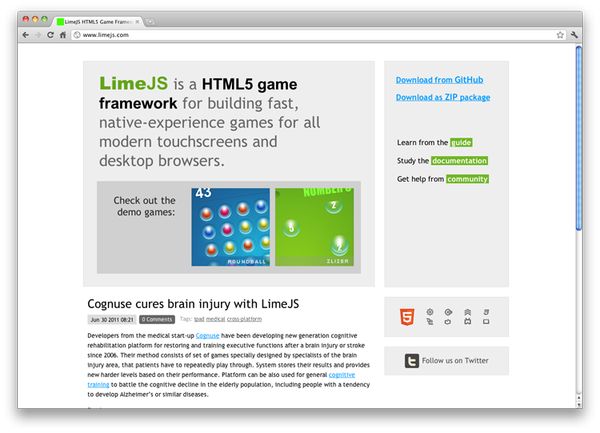 LimeJS HTML5 Game Framew
www.limejs.com
LimeJS is a HTML5 game
framework for building fast,
native-experience games for all
modern touchscreens and
desktop browsers.
Check out the
demo games:
43
ROUNDBALL
NUMBER
2
5
2
ZLIZER
Download from GitHub
Download as ZIP package
Learn from the guide
Study the documentation
Get help from community
Cognuse cures brain injury with LimeJS
Jun 30 2011 08:21
0 Comments
Tags: ipad medical cross-platform
Developers from the medical start-up Cognuse have been developing new generation cognitive
rehabilitation platform for restoring and training executive functions after a brain injury or stroke
since 2006. Their method consists of set of games specially designed by specialists of the brain
injury area, that patients have to repeatedly play through. System stores their results and provides
new harder levels based on their performance. Platform can be also used for general cognitive
training to battle the cognitive decline in the elderly population, including people with a tendency
to develop Alzheimer's or similar diseases.
5
Follow us on Twitter